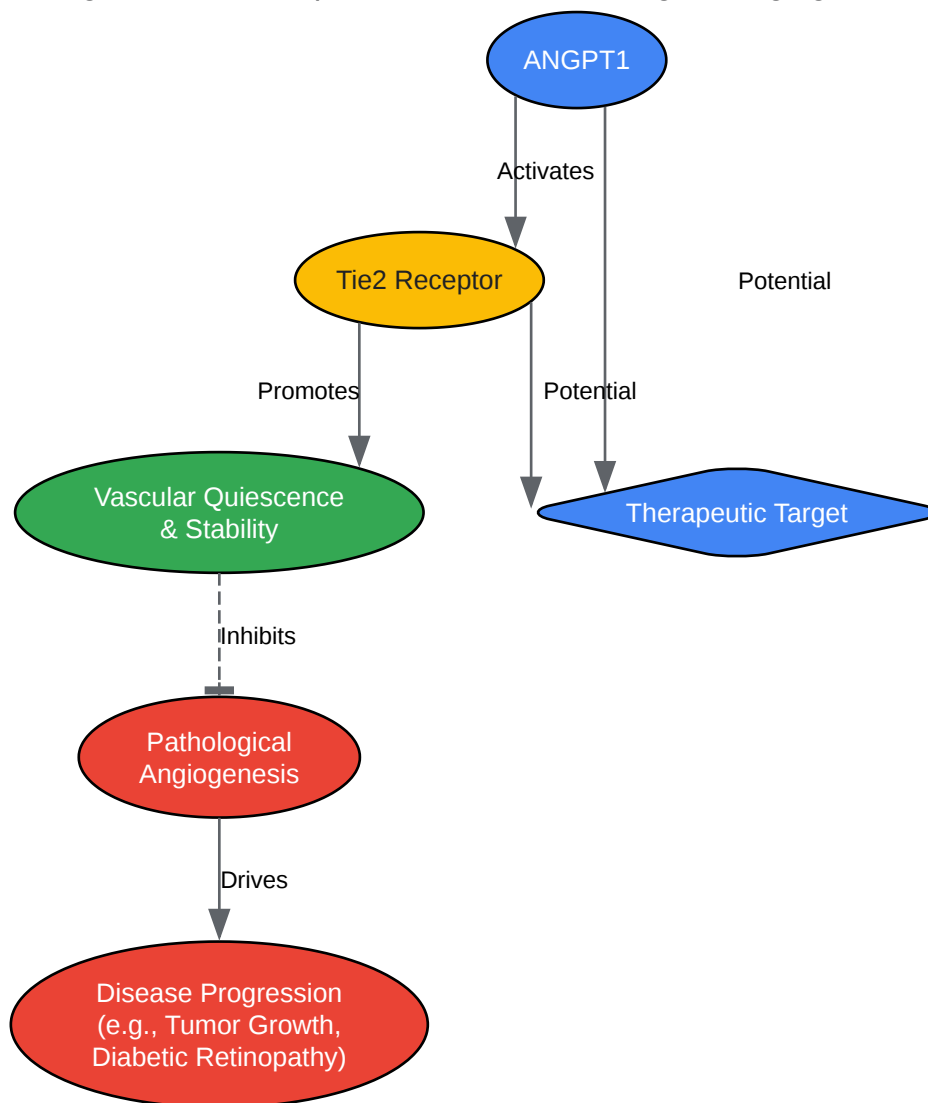 ANGPT1
Activates
Tie2 Receptor
Potential
Promotes
Potential
Vascular Quiescence
& Stability
Therapeutic Target
Inhibits
Pathological
Angiogenesis
Drives
Disease Progression
(e.g., Tumor Growth,
Diabetic Retinopathy)